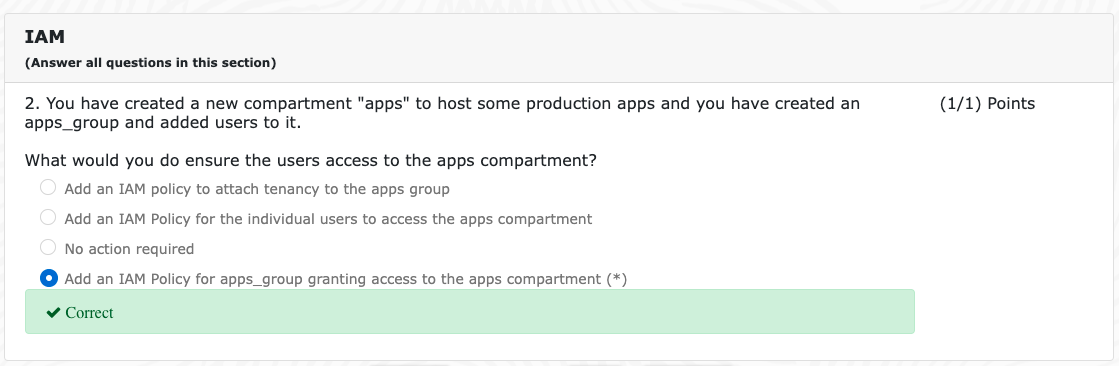 IAM
(Answer all questions in this section)
2. You have created a new compartment "apps" to host some production apps and you have created an (1/1) Points
apps_group and added users to it.
What would you do ensure the users access to the apps compartment?
Add an IAM policy to attach tenancy to the apps group
Add an IAM Policy for the individual users to access the apps compartment
No action required
Add an IAM Policy for apps_group granting access to the apps compartment (*)
Correct